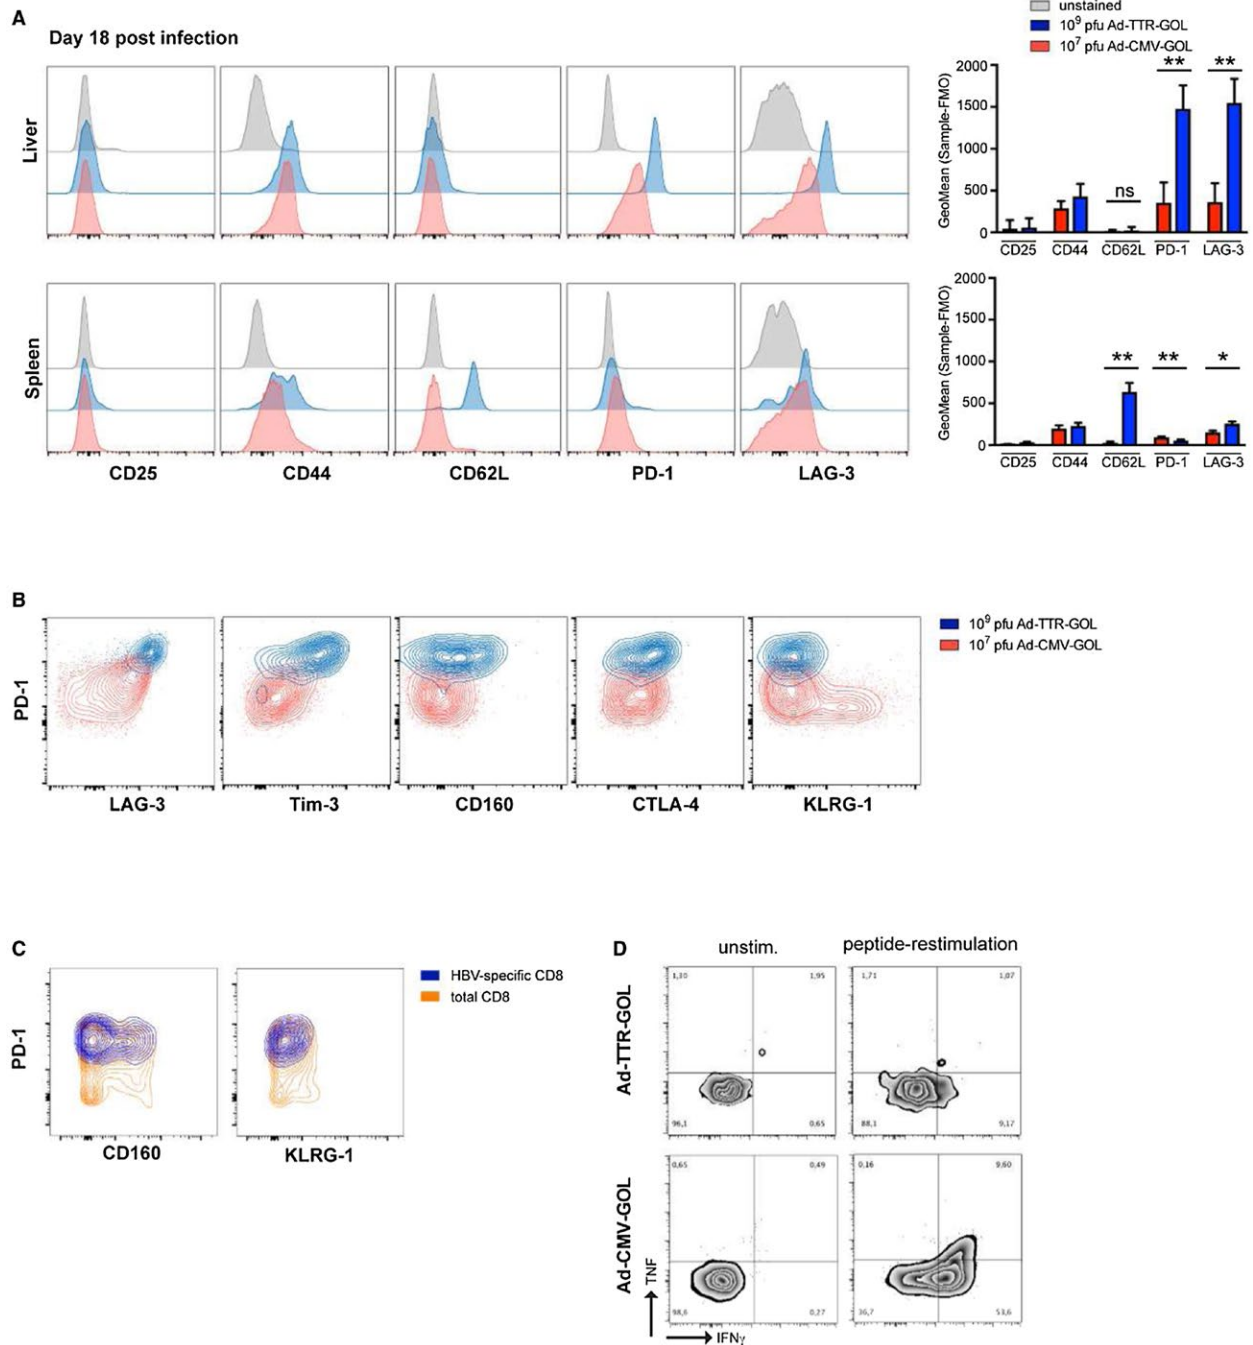 A
Day 18 post infection
unstained
10⁹ pfu Ad-TTR-GOL
10⁷ pfu Ad-CMV-GOL
Liver
GeoMean (Sample-FMO)
2000
1500
1000
500
0
** **
ns
CD25 CD44 CD62L PD-1 LAG-3
Spleen
CD25 CD44 CD62L PD-1 LAG-3
GeoMean (Sample-FMO)
2000
1500
1000
500
0
** ** *
CD25 CD44 CD62L PD-1 LAG-3
B
PD-1
LAG-3 Tim-3 CD160 CTLA-4 KLRG-1
10⁹ pfu Ad-TTR-GOL
10⁷ pfu Ad-CMV-GOL
C
PD-1
CD160 KLRG-1
HBV-specific CD8
total CD8
D
unstim. peptide-restimulation
Ad-TTR-GOL
1,10 1,95 1,71 1,07
96,1 0,65 88,1 9,17
Ad-CMV-GOL
0,65 0,49 0,16 9,60
98,6 0,27 36,7 53,6
TNF
IFNγ